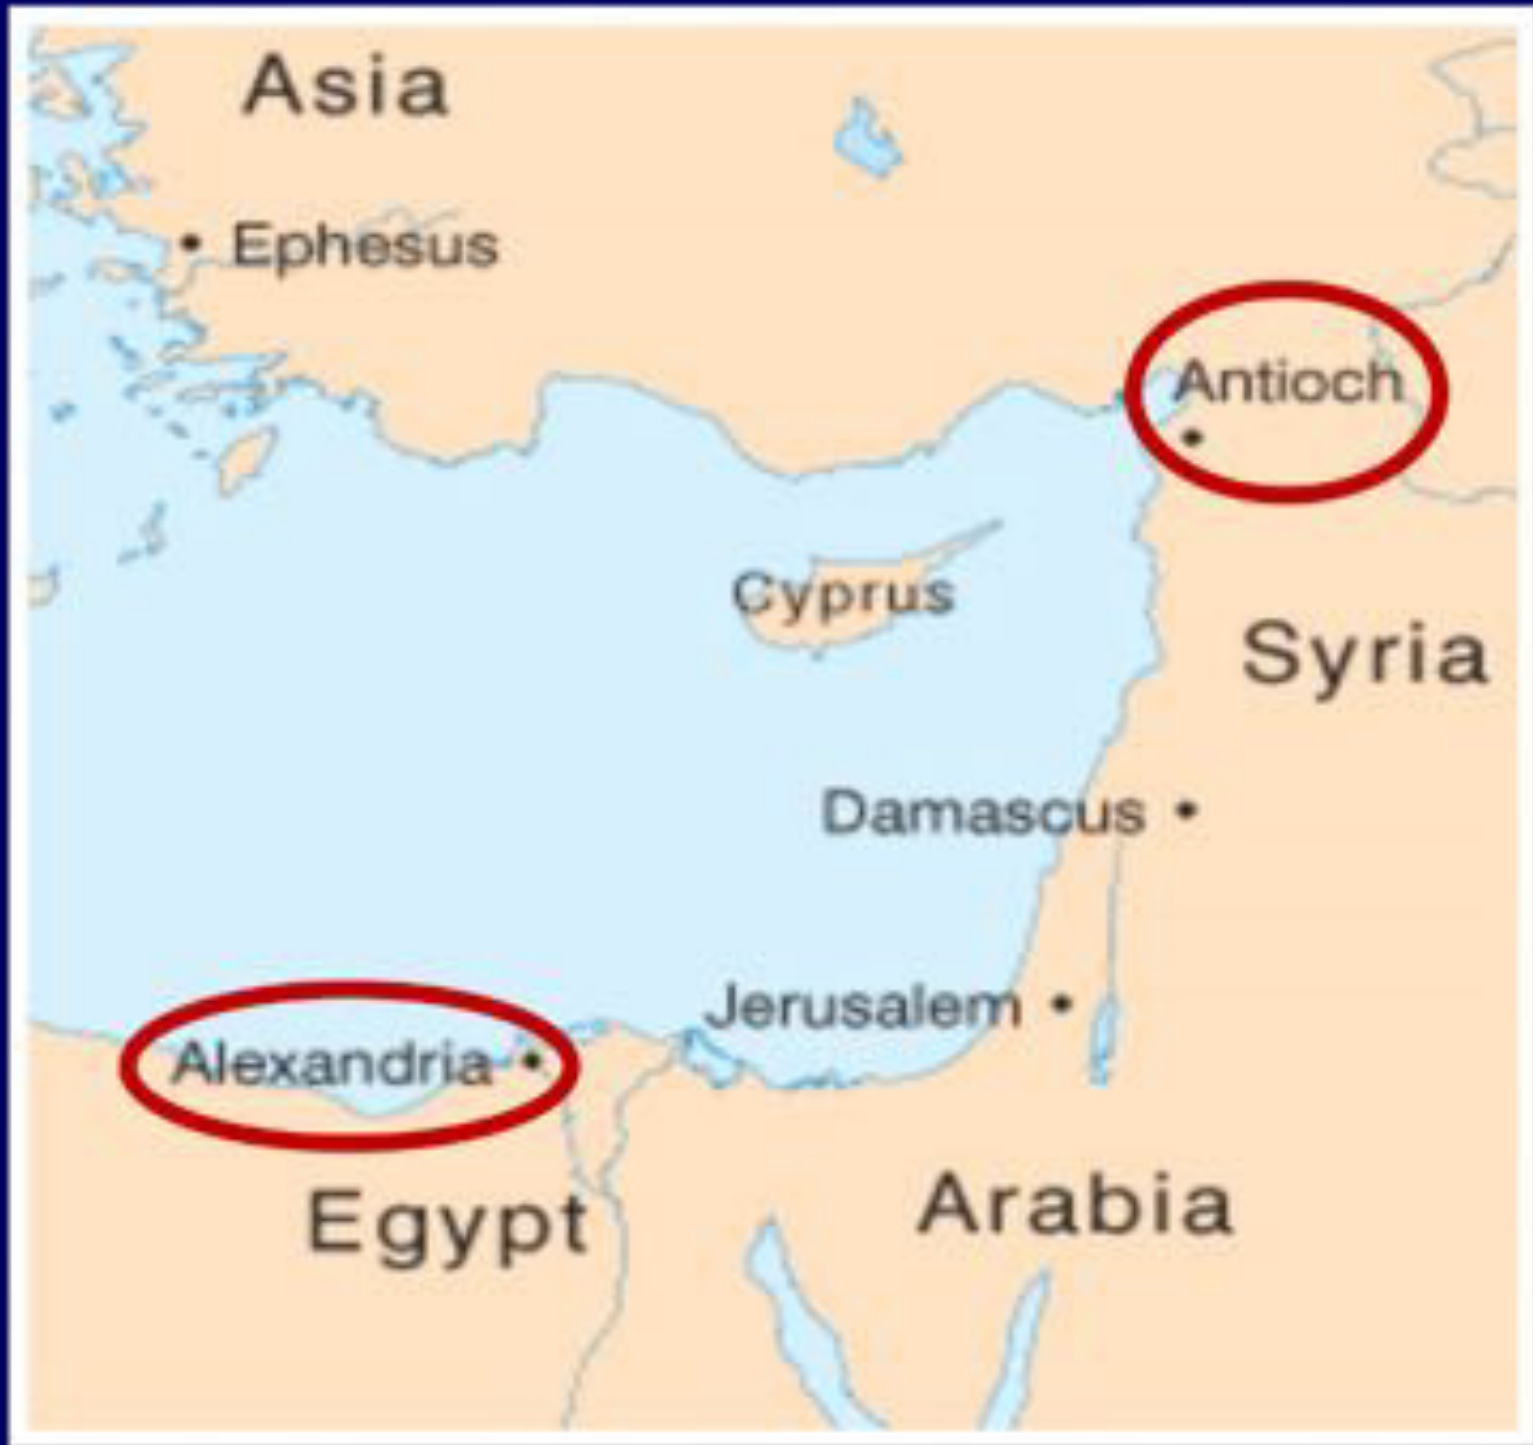 Asia
Ephesus
Antioch
Cyprus
Syria
Damascus
Jerusalem
Alexandria
Egypt
Arabia